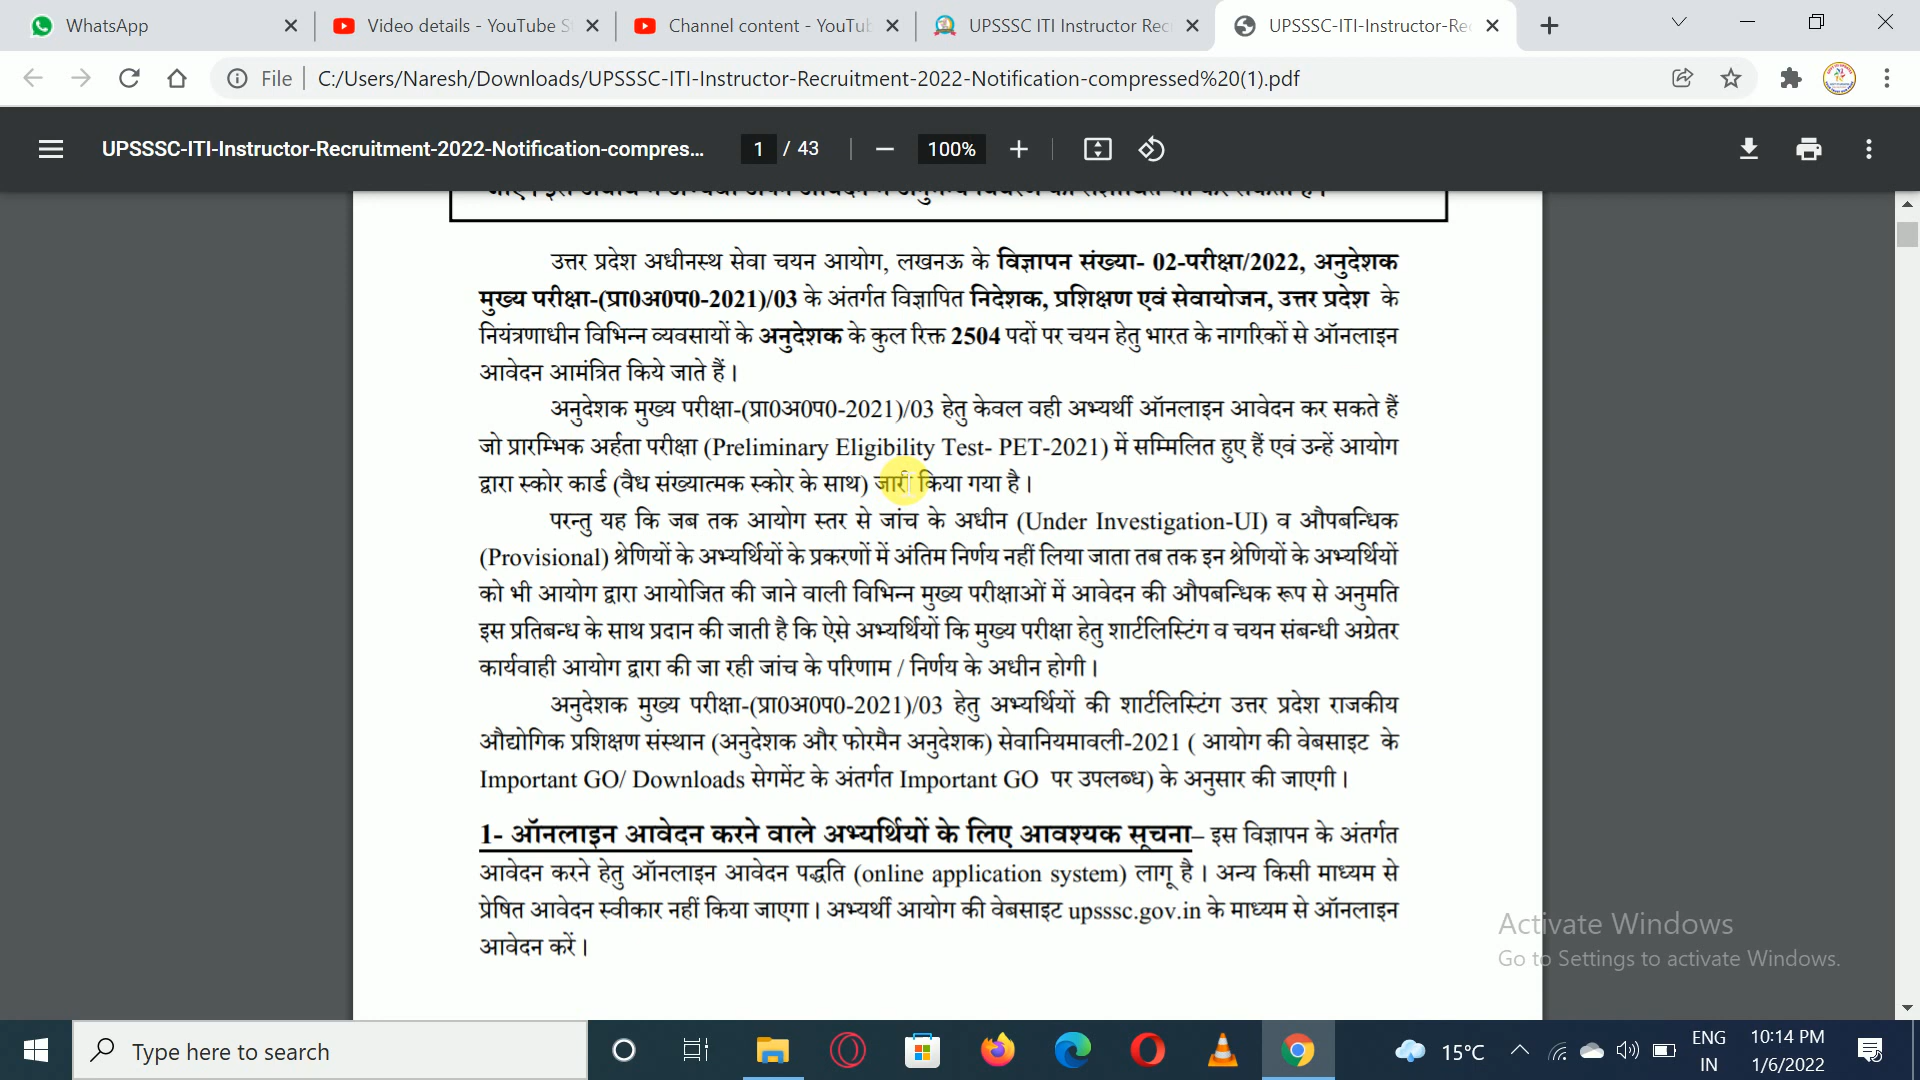 WhatsApp
Video details - YouTube S
Channel content - YouTub
UPSSSC ITI Instructor Rec
UPSSSC-ITI-Instructor-Re
File
C:/Users/Naresh/Downloads/UPSSSC-ITI-Instructor-Recruitment-2022-Notification-compressed%20(1).pdf
UPSSSC-ITI-Instructor-Recruitment-2022-Notification-compres...
1 / 43
100%
उत्तर प्रदेश अधीनस्थ सेवा चयन आयोग, लखनऊ के विज्ञापन संख्या- 02-परीक्षा/2022, अनुदेशक
मुख्य परीक्षा-(प्रा0अ0प0-2021)/03 के अंतर्गत विज्ञापित निदेशक, प्रशिक्षण एवं सेवायोजन, उत्तर प्रदेश के
नियंत्रणाधीन विभिन्न व्यवसायों के अनुदेशक के कुल रिक्त 2504 पदों पर चयन हेतु भारत के नागरिकों से ऑनलाइन
आवेदन आमंत्रित किये जाते हैं।
अनुदेशक मुख्य परीक्षा-(प्रा0अ0प0-2021)/03 हेतु केवल वही अभ्यर्थी ऑनलाइन आवेदन कर सकते हैं
जो प्रारम्भिक अर्हता परीक्षा (Preliminary Eligibility Test- PET-2021) में सम्मिलित हुए हैं एवं उन्हें आयोग
द्वारा स्कोर कार्ड (वैध संख्यात्मक स्कोर के साथ) जारी किया गया है।
परन्तु यह कि जब तक आयोग स्तर से जांच के अधीन (Under Investigation-UI) व औपबन्धिक
(Provisional) श्रेणियों के अभ्यर्थियों के प्रकरणों में अंतिम निर्णय नहीं लिया जाता तब तक इन श्रेणियों के अभ्यर्थियों
को भी आयोग द्वारा आयोजित की जाने वाली विभिन्न मुख्य परीक्षाओं में आवेदन की औपबन्धिक रूप से अनुमति
इस प्रतिबन्ध के साथ प्रदान की जाती है कि ऐसे अभ्यर्थियों कि मुख्य परीक्षा हेतु शार्टलिस्टिंग व चयन संबन्धी अग्रेतर
कार्यवाही आयोग द्वारा की जा रही जांच के परिणाम / निर्णय के अधीन होगी।
अनुदेशक मुख्य परीक्षा-(प्रा0अ0प0-2021)/03 हेतु अभ्यर्थियों की शार्टलिस्टिंग उत्तर प्रदेश राजकीय
औद्योगिक प्रशिक्षण संस्थान (अनुदेशक और फोरमैन अनुदेशक) सेवानियमावली-2021 ( आयोग की वेबसाइट के
Important GO/ Downloads सेगमेंट के अंतर्गत Important GO पर उपलब्ध) के अनुसार की जाएगी।
1- ऑनलाइन आवेदन करने वाले अभ्यर्थियों के लिए आवश्यक सूचना– इस विज्ञापन के अंतर्गत
आवेदन करने हेतु ऑनलाइन आवेदन पद्धति (online application system) लागू है। अन्य किसी माध्यम से
प्रेषित आवेदन स्वीकार नहीं किया जाएगा। अभ्यर्थी आयोग की वेबसाइट upsssc.gov.in के माध्यम से ऑनलाइन
आवेदन करें।
Activate Windows
Go to Settings to activate Windows.
Type here to search
15°C
ENG
IN
10:14 PM
1/6/2022